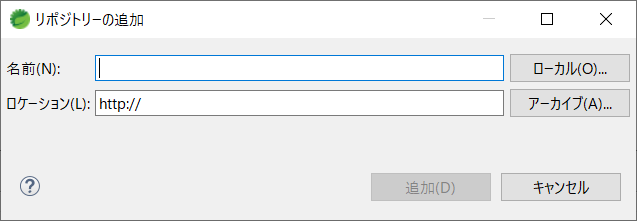 リポジトリーの追加
名前(N):
ローカル(O)...
ロケーション(L): http://
アーカイブ(A)...
?
追加(D)
キャンセル